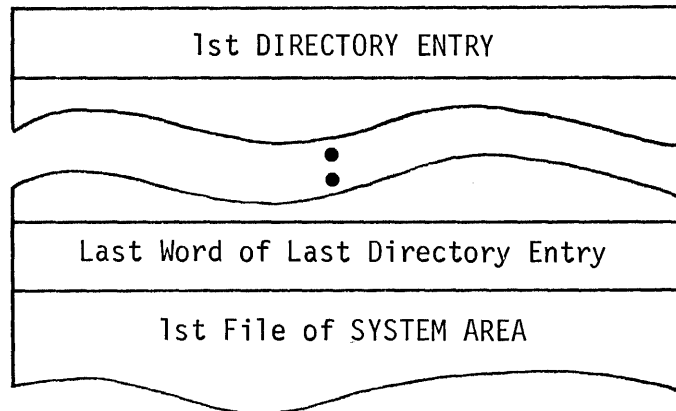 1st DIRECTORY ENTRY
Last Word of Last Directory Entry
1st File of SYSTEM AREA